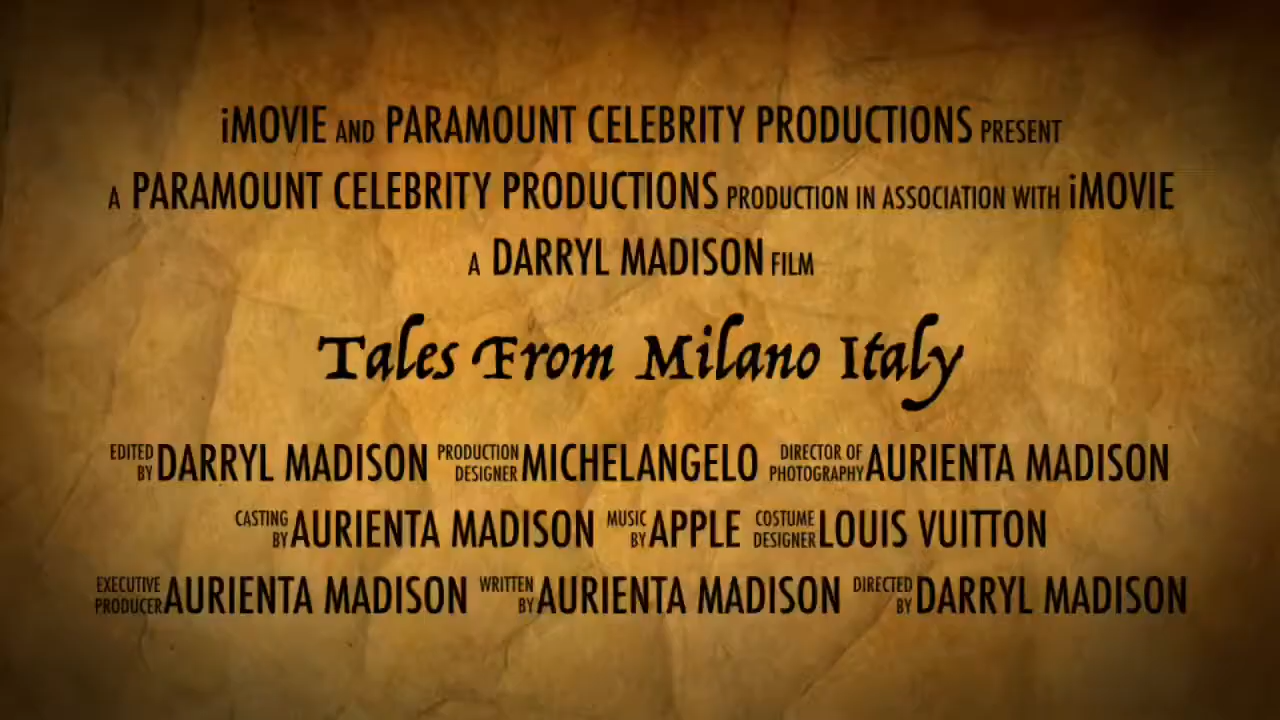 iMOVIE AND PARAMOUNT CELEBRITY PRODUCTIONS PRESENT
A PARAMOUNT CELEBRITY PRODUCTIONS PRODUCTION IN ASSOCIATION WITH iMOVIE
A DARRYL MADISON FILM
Tales From Milano Italy
EDITED BY DARRYL MADISON PRODUCTION DESIGNER MICHELANGELO DIRECTOR OF PHOTOGRAPHY AURIENTA MADISON
CASTING BY AURIENTA MADISON MUSIC BY APPLE COSTUME DESIGNER LOUIS VUITTON
EXECUTIVE PRODUCER AURIENTA MADISON WRITTEN BY AURIENTA MADISON DIRECTED BY DARRYL MADISON